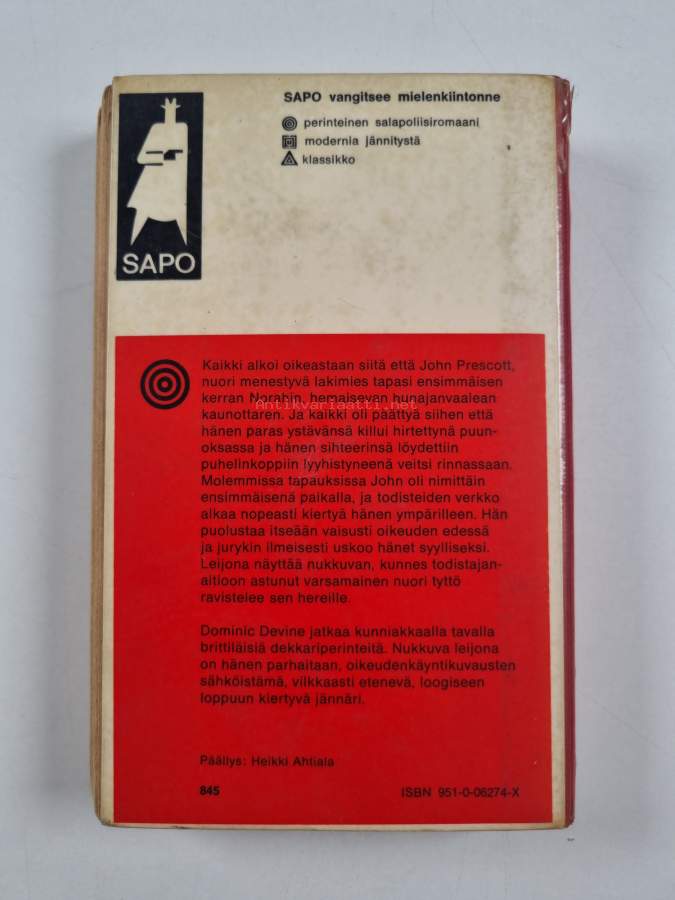 SAPO vangitsee mielenkiintonne
perinteinen salapoliisiromaani
modernia jännitystä
klassikko
SAPO
Kaikki alkoi oikeastaan siitä että John Prescott,
nuori menestyvä lakimies tapasi ensimmäisen
kerran Norahin, hemaisevan hunajanvaalean
Antikvariaatti.net
kaunottaren. Ja kaikki oli päättyä siihen että
hänen paras ystävänsä killui hirtettynä puun-
oksassa ja hänen sihteerinsä löydettiin
puhelinkoppiin lyyhistyneenä veitsi rinnassaan.
Molemmissa tapauksissa John oli nimittäin
ensimmäisenä paikalla, ja todisteiden verkko
alkaa nopeasti kiertyä hänen ympärilleen. Hän
puolustaa itseään vaisusti oikeuden edessä
ja jurykin ilmeisesti uskoo hänet syylliseksi.
Leijona näyttää nukkuvan, kunnes todistajan-
aitioon astunut varsamainen nuori tyttö
ravistelee sen hereille.
Dominic Devine jatkaa kunniakkaalla tavalla
brittiläisiä dekkariperinteitä. Nukkuva leijona
on hänen parhaitaan, oikeudenkäyntikuvausten
sähköistämä, vilkkaasti etenevä, loogiseen
loppuun kiertyvä jännäri.
Päällys: Heikki Ahtiala
845 ISBN 951-0-06274-X